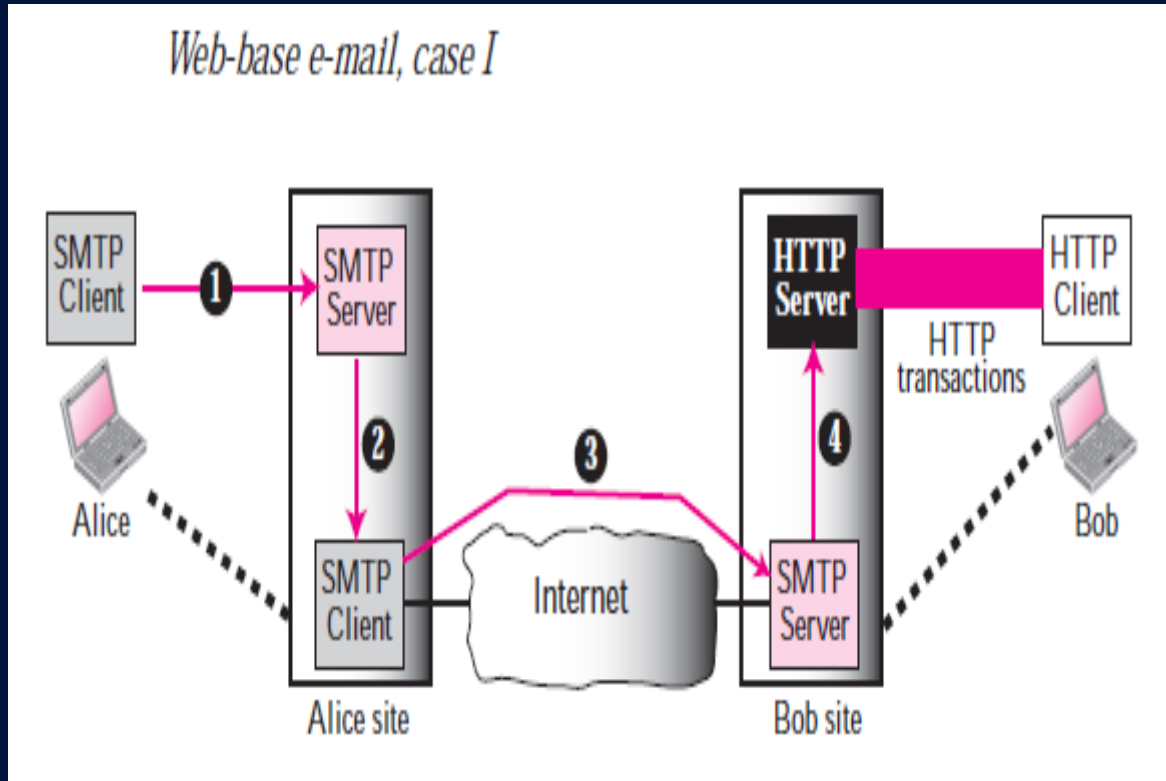 Web-base e-mail, case I
SMTP
Client
1
SMTP
Server
2
SMTP
Client
Alice
Alice site
3
Internet
HTTP
Server
4
SMTP
Server
Bob site
HTTP
transactions
HTTP
Client
Bob